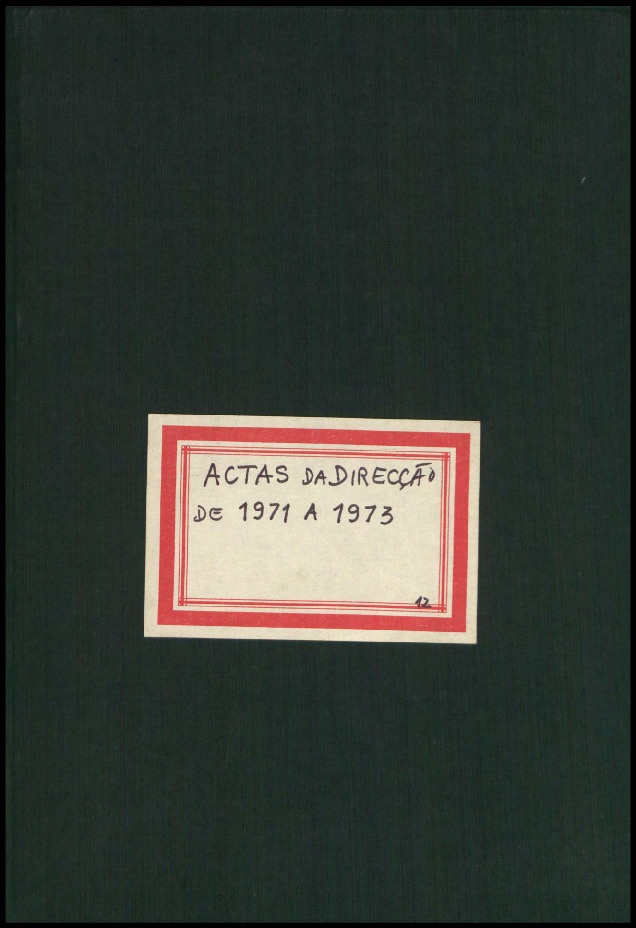 ACTAS DA DIRECÇÃO
DE 1971 A 1973
12